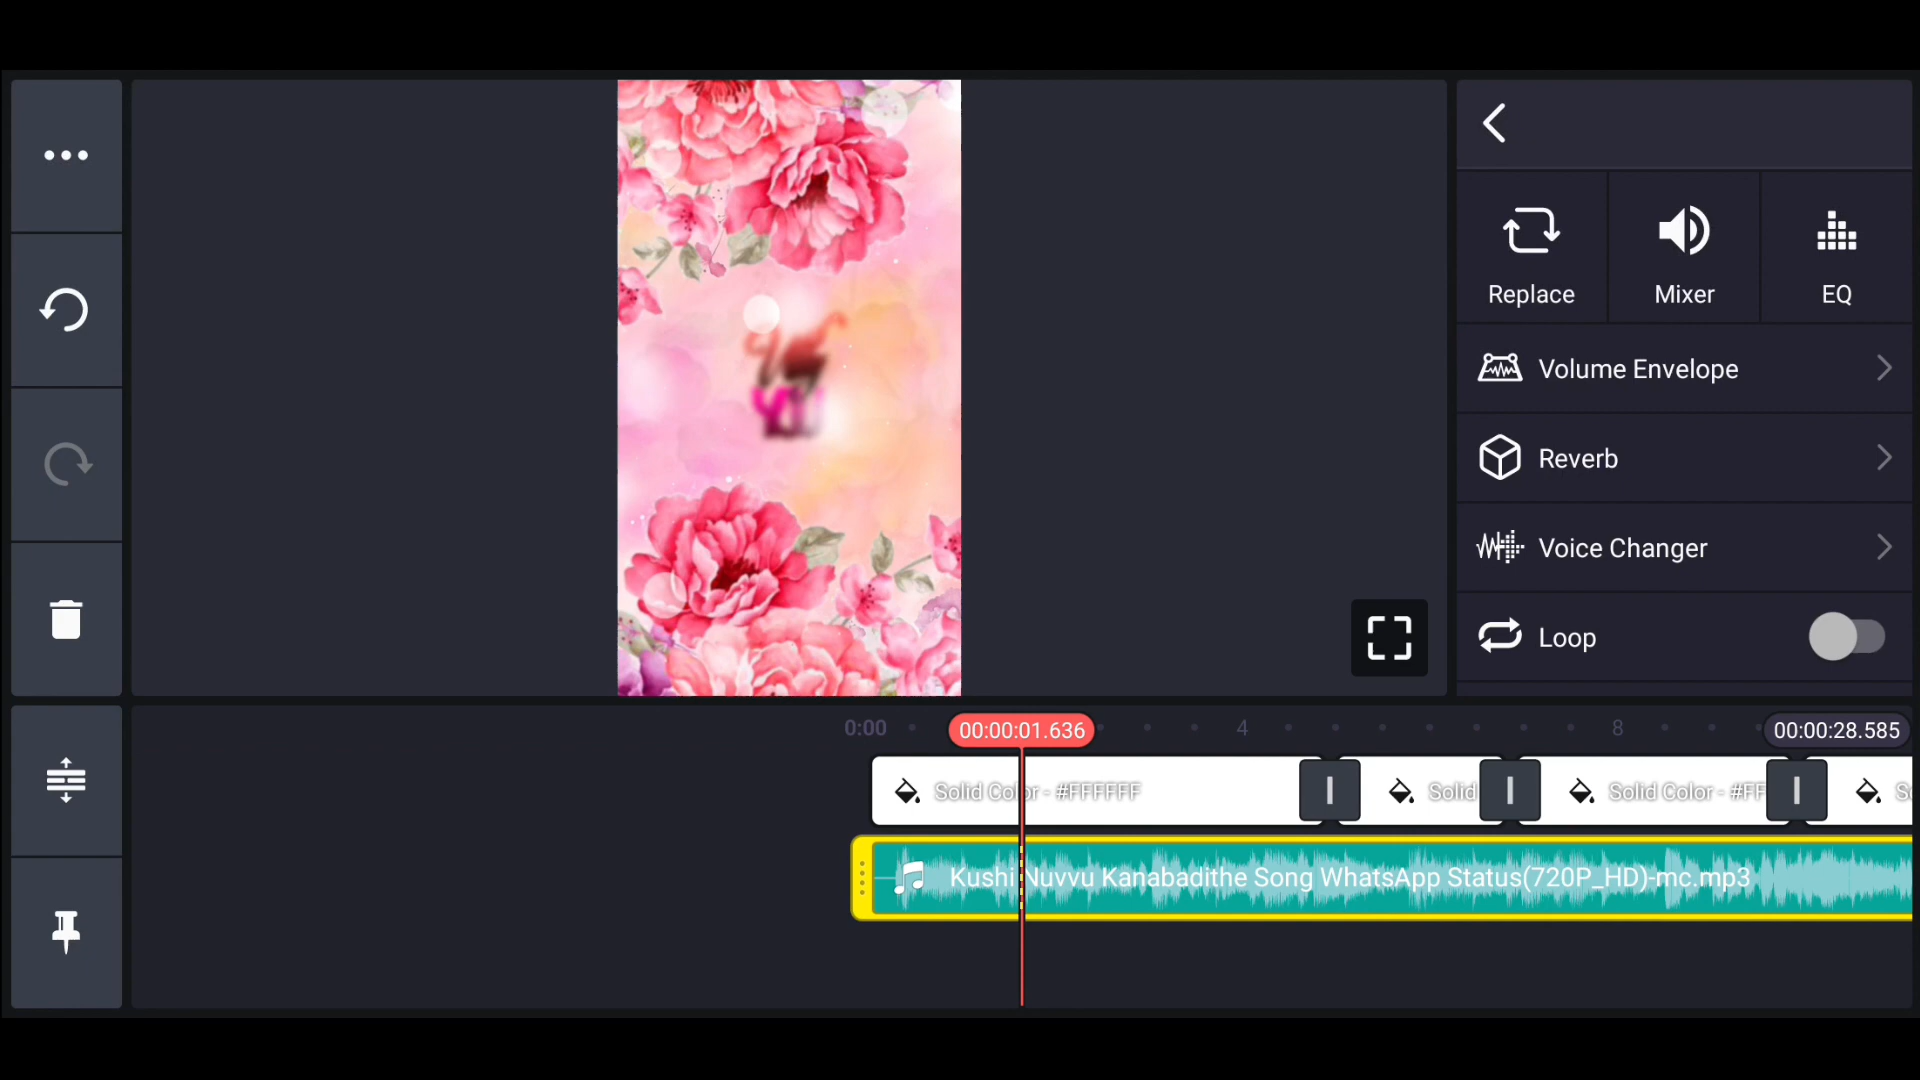 Replace
Mixer
EQ
Volume Envelope
Reverb
Voice Changer
Loop
0:00
00:00:01.636
4
8
00:00:28.585
Solid Color - #FFFFFF
Solid
Solid Color - #FF
Kushi Nuvvu Kanabadithe Song WhatsApp Status(720P_HD)-mc.mp3